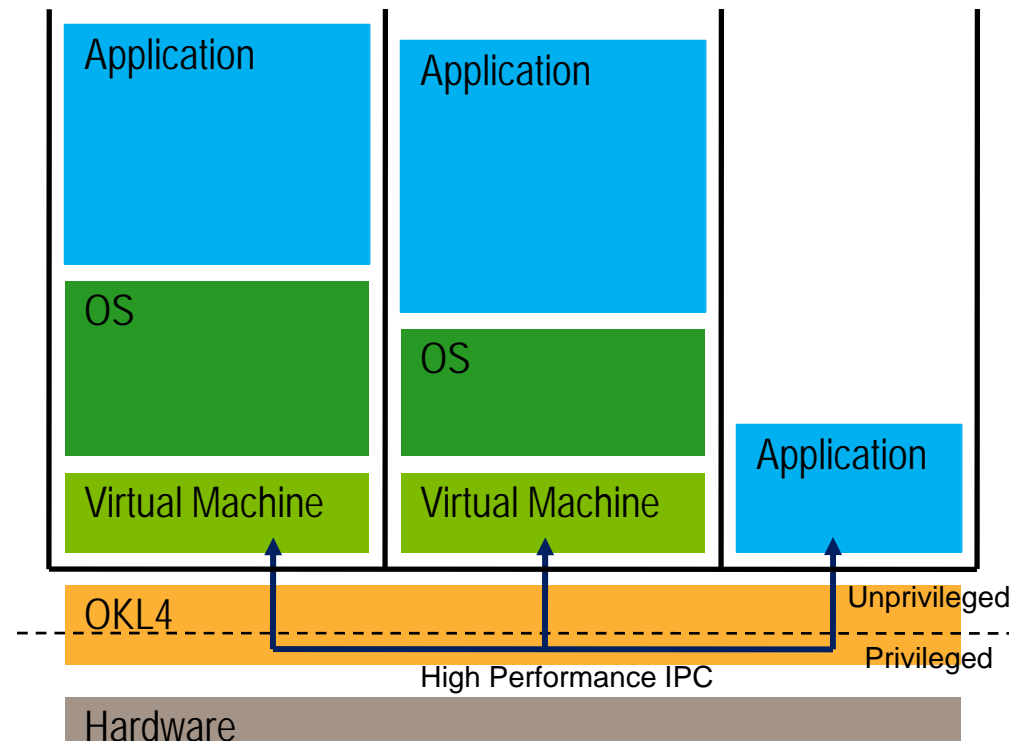 Application
Application
OS
OS
Application
Virtual Machine
Virtual Machine
OKL4
Unprivileged
Privileged
High Performance IPC
Hardware